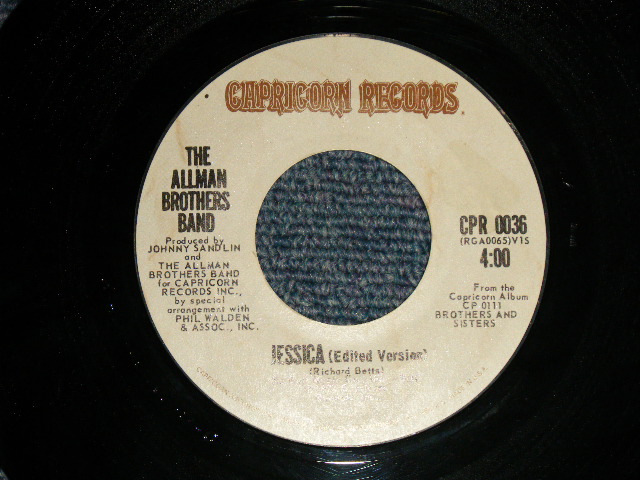 CAPRICORN RECORDS.
THE
ALLMAN
BROTHERS
BAND
Produced by
JOHNNY SANDLIN
and
THE ALLMAN
BROTHERS BAND
for CAPRICORN
RECORDS INC.,
by special
arrangement with
PHIL WALDEN
& ASSOC., INC.
CPR 0036
(RGA0065)V1S
4:00
From the
Capricorn Album
CP 0111
BROTHERS AND
SISTERS
JESSICA (Edited Version)
(Richard Betts)